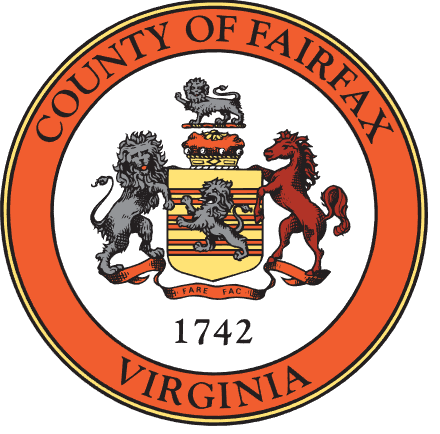 COUNTY OF FAIRFAX
FARE FAC
1742
VIRGINIA